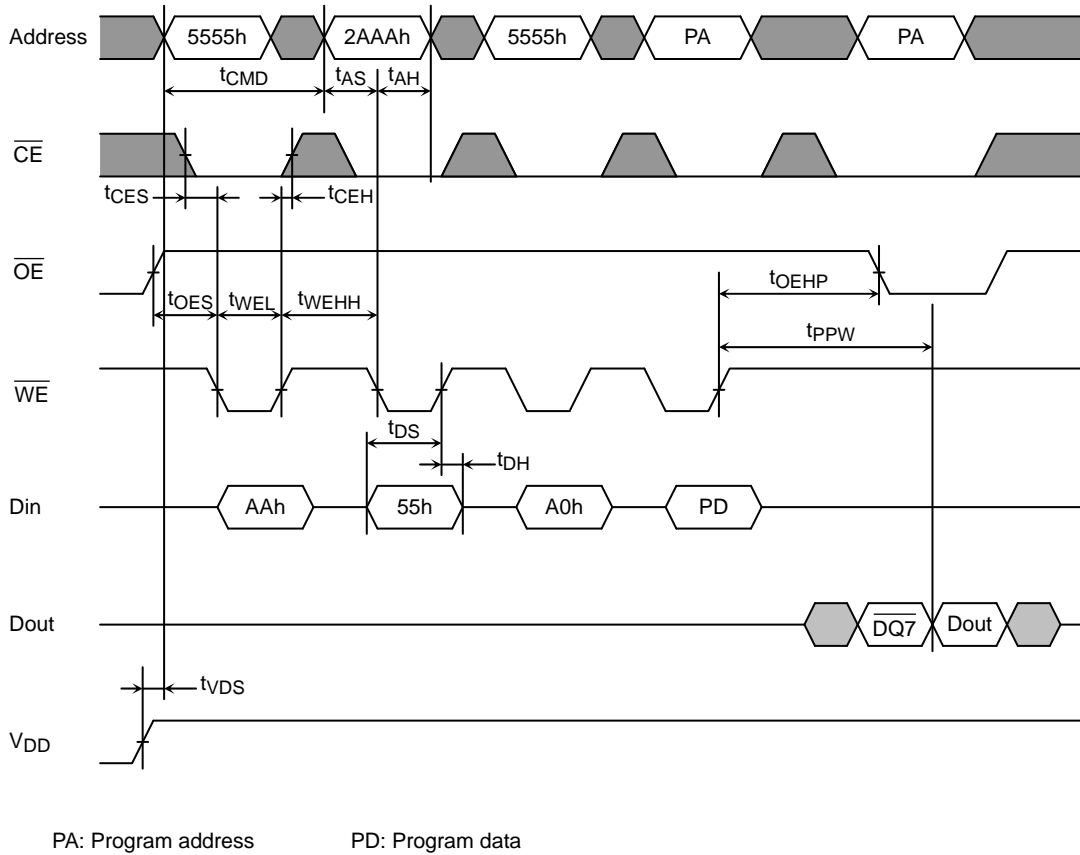 Address 5555h 2AAAh 5555h PA PA
tCMD tAS tAH
CE
tCES tCEH
OE
tOES tWEL tWEHH tOEHP
tPPW
WE
tDS
tDH
Din AAh 55h A0h PD
Dout DQ7 Dout
tVDS
VDD
PA: Program address PD: Program data